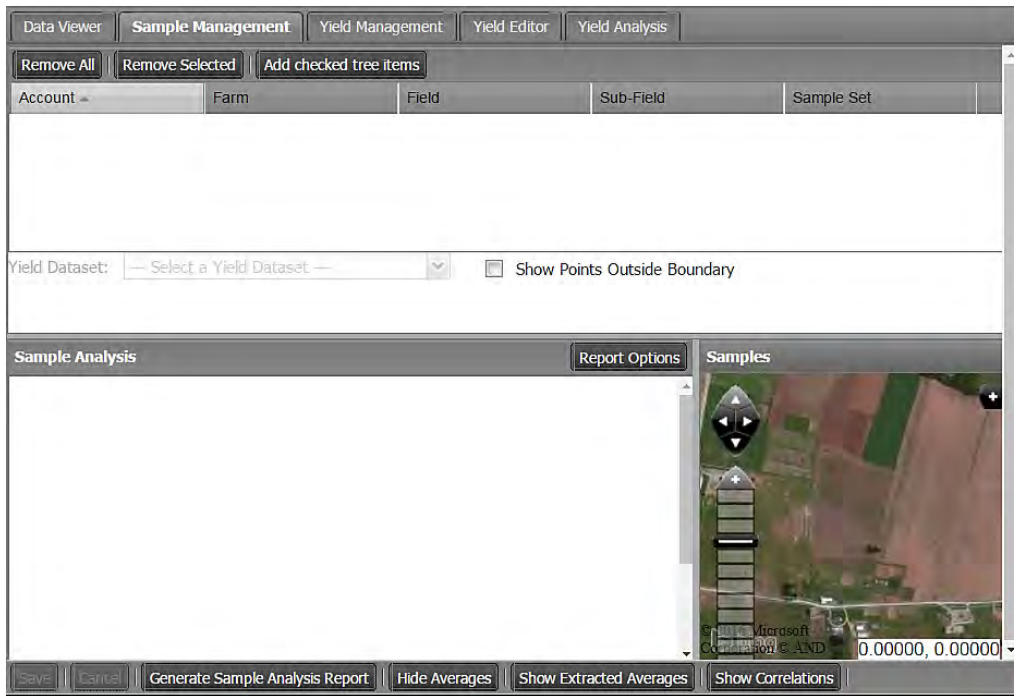 Data Viewer Sample Management Yield Management Yield Editor Yield Analysis
Remove All Remove Selected Add checked tree items
Account Farm Field Sub-Field Sample Set
Yield Dataset: — Select a Yield Dataset — Show Points Outside Boundary
Sample Analysis Report Options Samples
Microsoft
Corporation © AND 0.00000, 0.00000
Save Cancel Generate Sample Analysis Report Hide Averages Show Extracted Averages Show Correlations